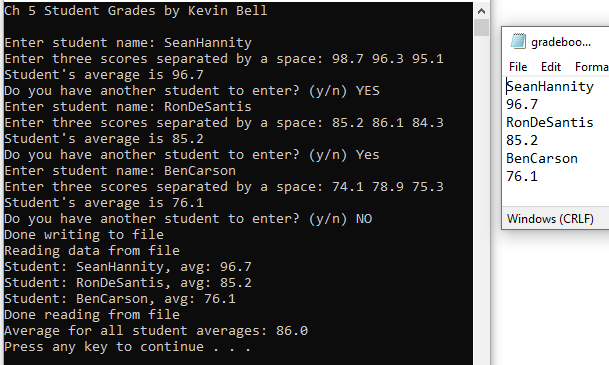 Ch 5 Student Grades by Kevin Bell
Enter student name: SeanHannity
Enter three scores separated by a space: 98.7 96.3 95.1
Student's average is 96.7
Do you have another student to enter? (y/n) YES
Enter student name: RonDeSantis
Enter three scores separated by a space: 85.2 86.1 84.3
Student's average is 85.2
Do you have another student to enter? (y/n) Yes
Enter student name: BenCarson
Enter three scores separated by a space: 74.1 78.9 75.3
Student's average is 76.1
Do you have another student to enter? (y/n) NO
Done writing to file
Reading data from file
Student: SeanHannity, avg: 96.7
Student: RonDeSantis, avg: 85.2
Student: BenCarson, avg: 76.1
Done reading from file
Average for all student averages: 86.0
Press any key to continue . . .
gradeboo...
File Edit Forma
SeanHannity
96.7
RonDeSantis
85.2
BenCarson
76.1
Windows (CRLF)